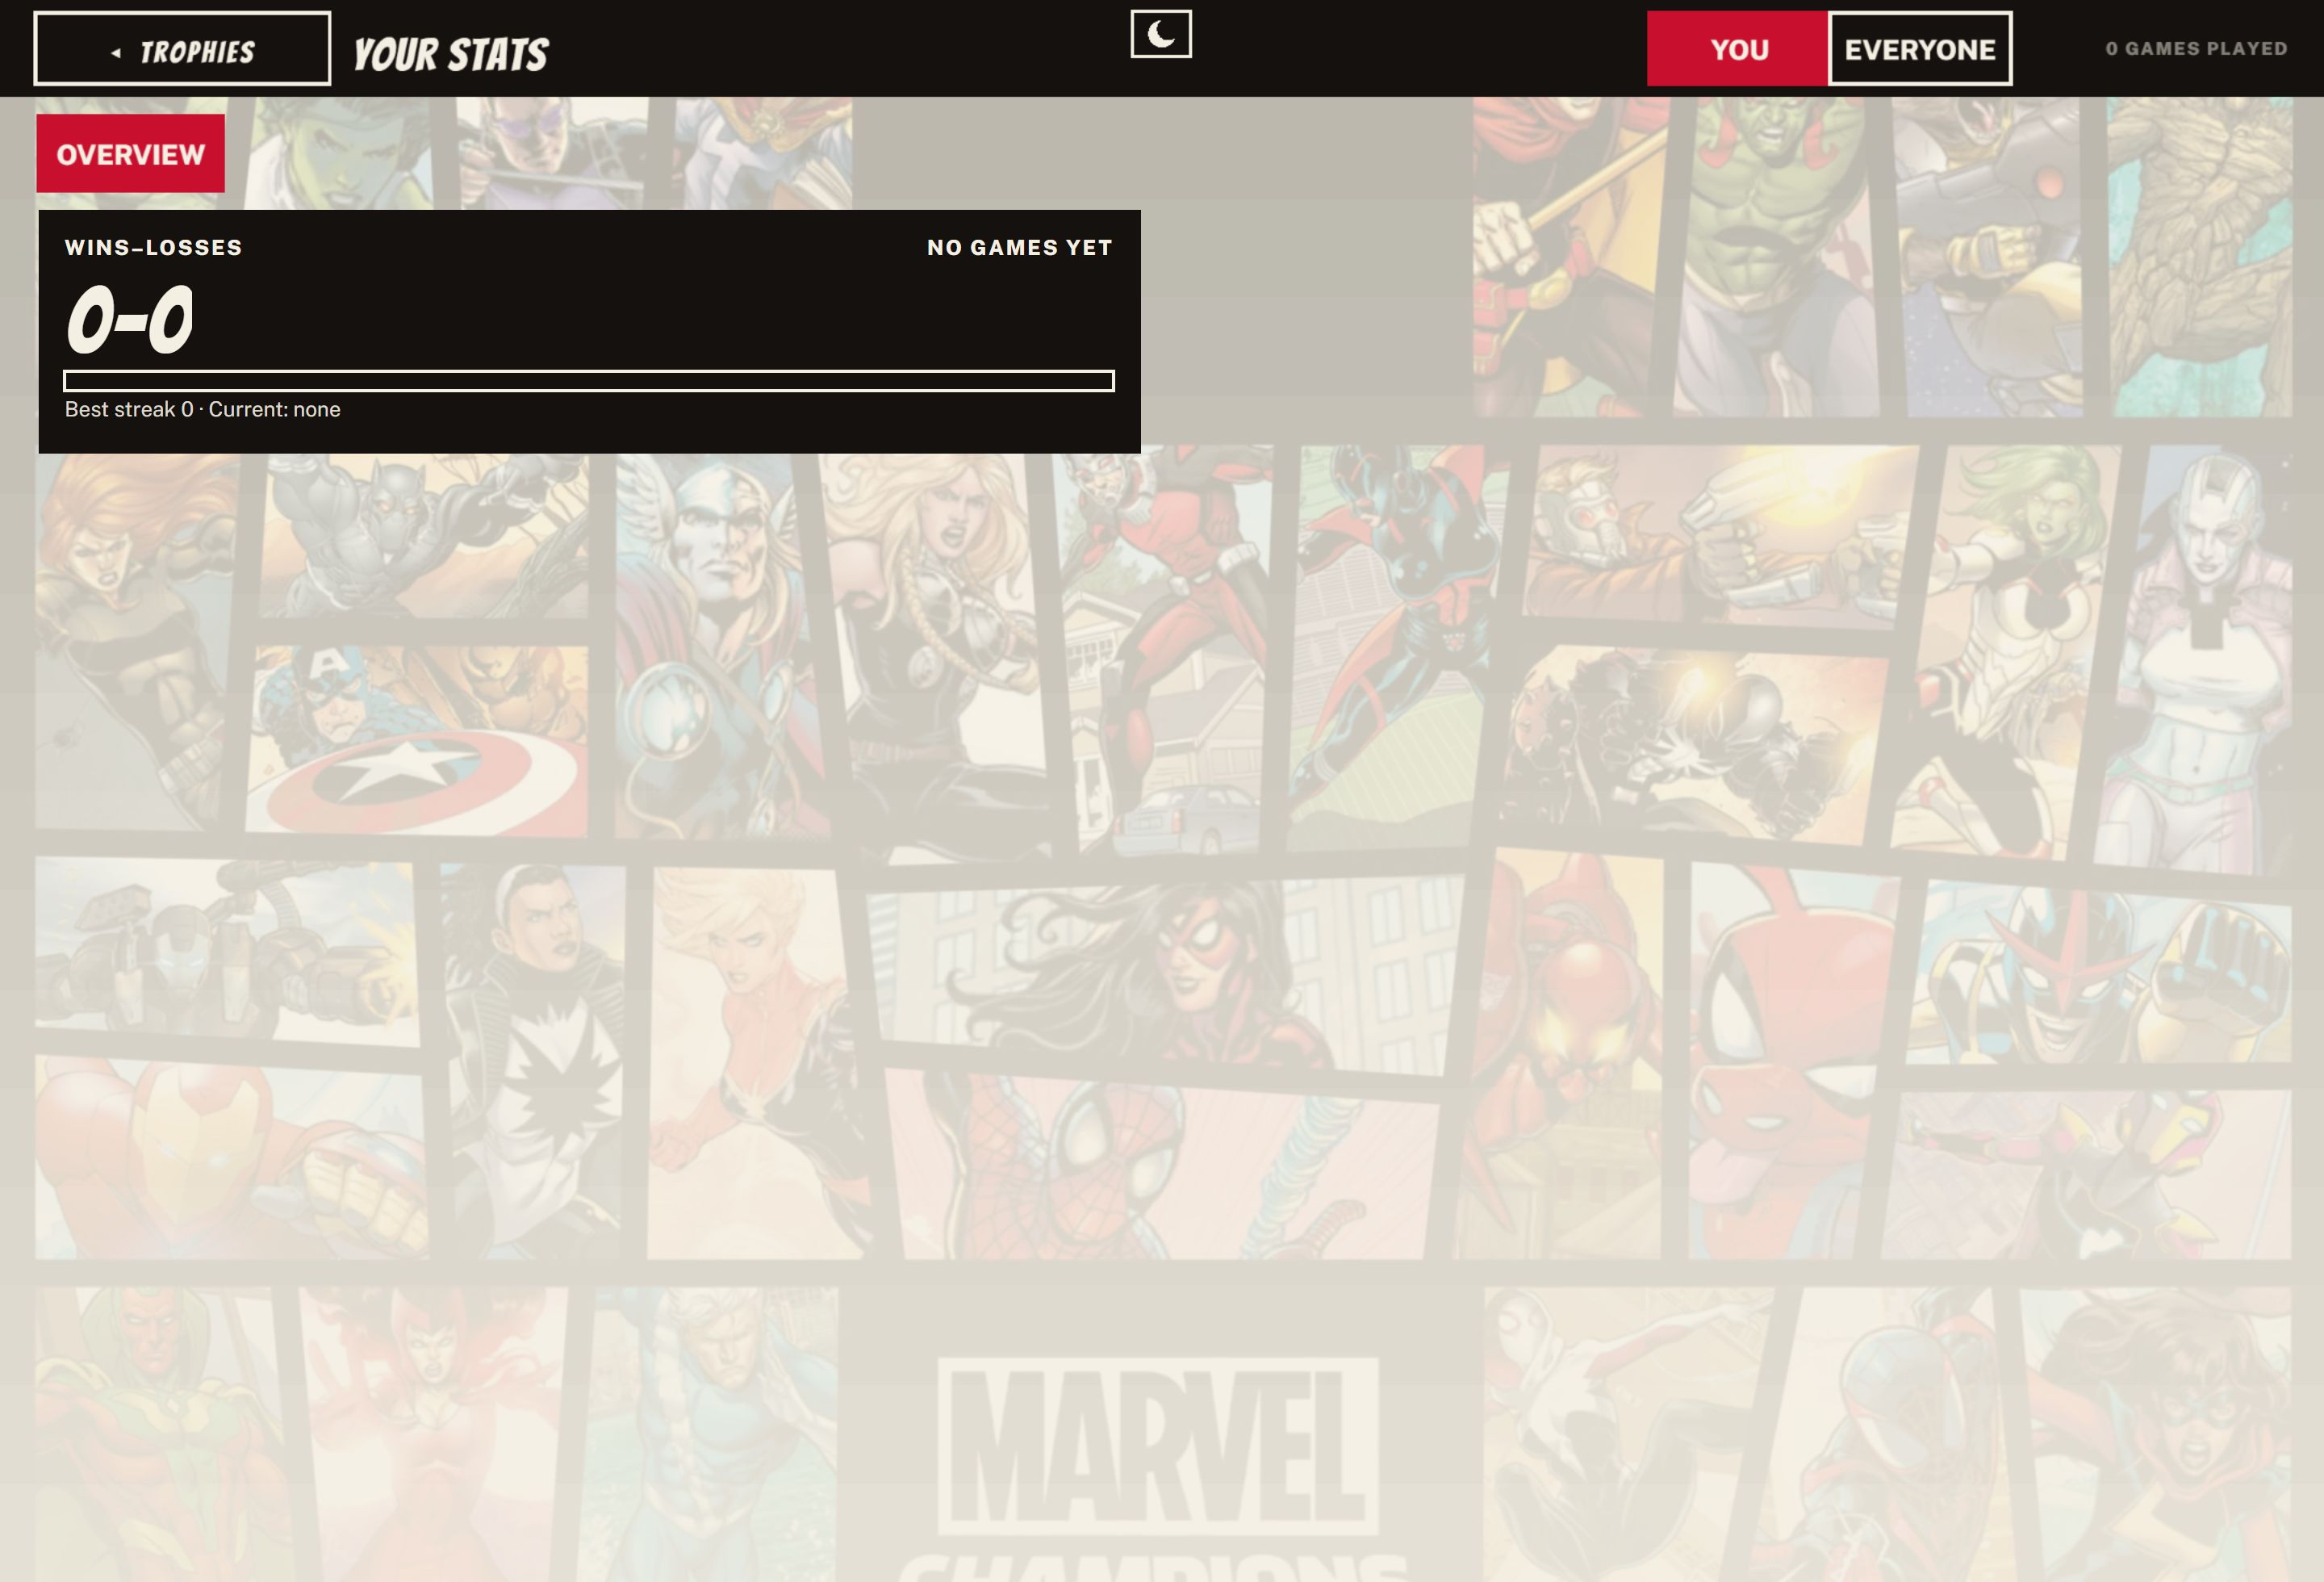 ◂ TROPHIES
YOUR STATS
YOU
EVERYONE
0 GAMES PLAYED
OVERVIEW
WINS–LOSSES
NO GAMES YET
0–0
Best streak 0 · Current: none
A
MARVEL
CHAMPIONS